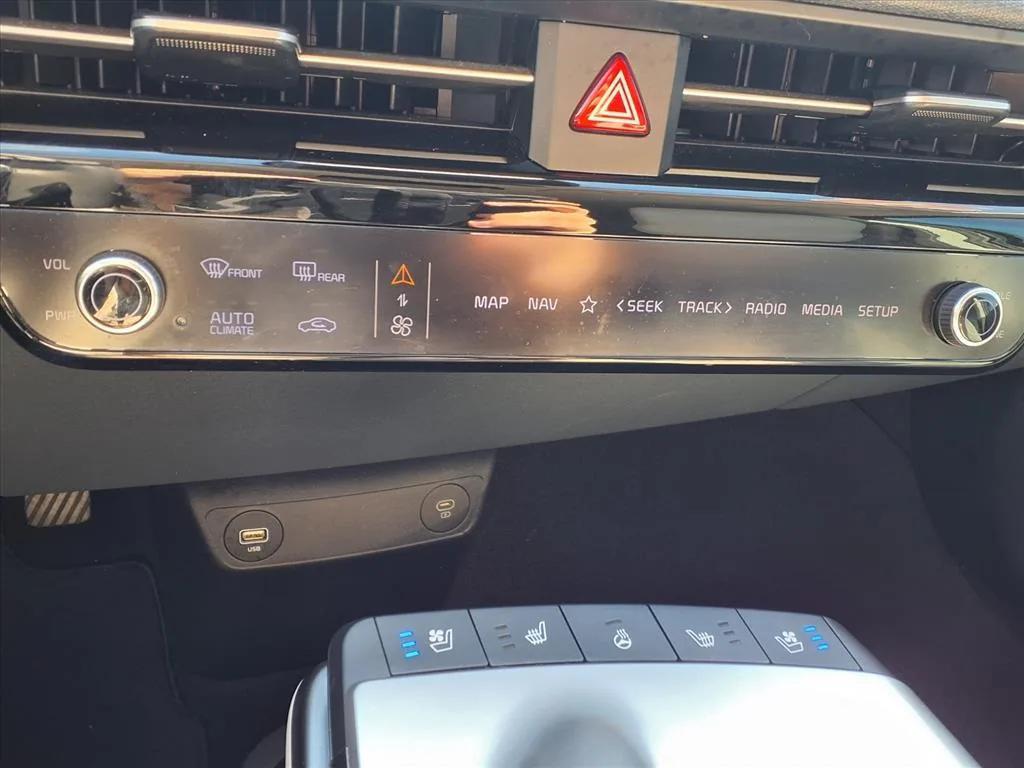 VOL
FRONT
REAR
PWR
AUTO
CLIMATE
MAP NAV <SEEK TRACK> RADIO MEDIA SETUP
USB